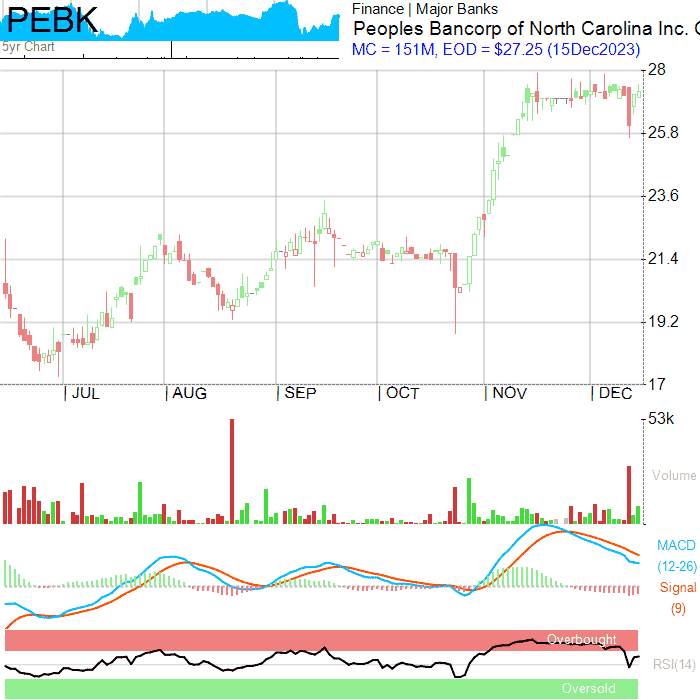 PEBK
5yr Chart
Finance | Major Banks
Peoples Bancorp of North Carolina Inc. C
MC = 151M, EOD = $27.25 (15Dec2023)
28
25.8
23.6
21.4
19.2
17
JUL AUG SEP OCT NOV DEC
53k
Volume
MACD
(12-26)
Signal
(9)
Overbought
RSI(14)
Oversold